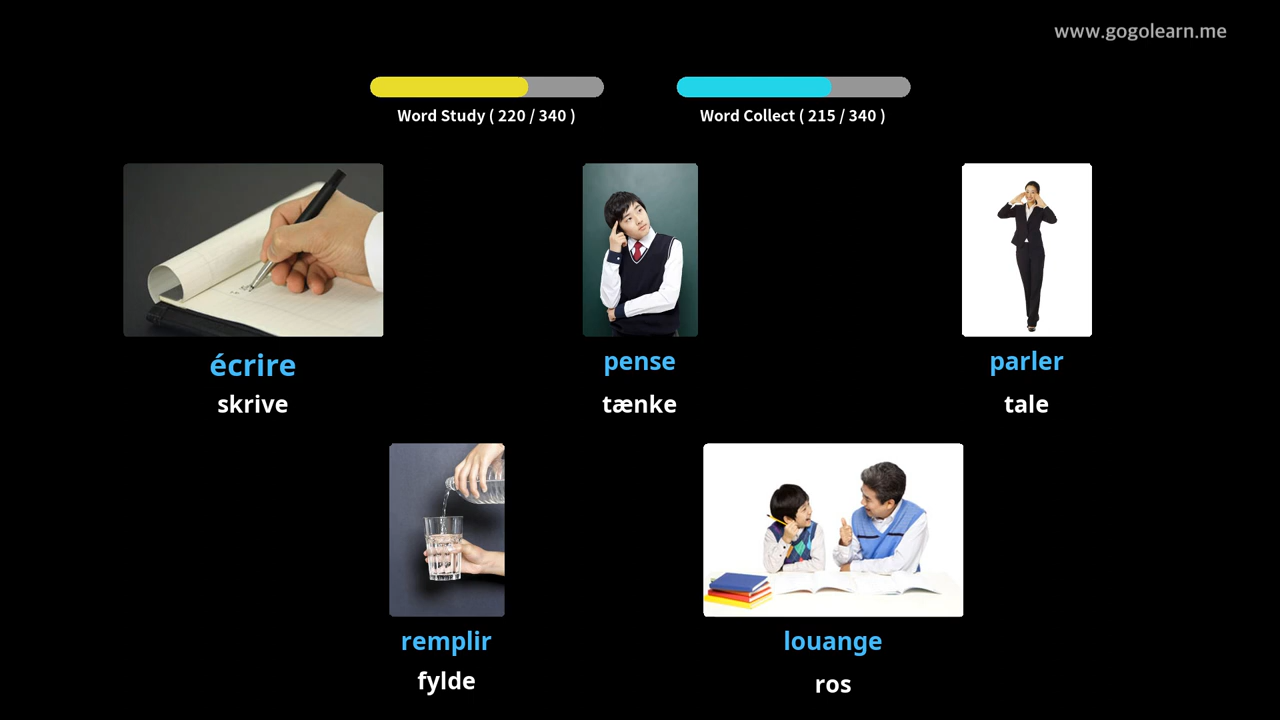 www.gogolearn.me
Word Study ( 220 / 340 )
Word Collect ( 215 / 340 )
écrire
skrive
pense
tænke
parler
tale
remplir
fylde
louange
ros